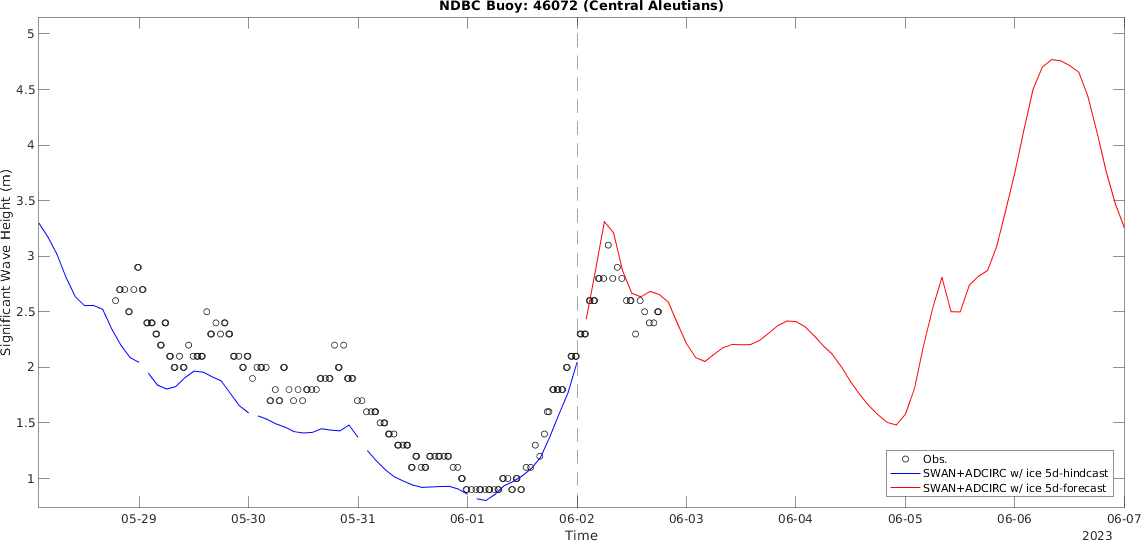 NDBC Buoy: 46072 (Central Aleutians)
Significant Wave Height (m)
5
4.5
4
3.5
3
2.5
2
1.5
1
Obs.
SWAN+ADCIRC w/ ice 5d-hindcast
SWAN+ADCIRC w/ ice 5d-forecast
05-29 05-30 05-31 06-01 06-02 06-03 06-04 06-05 06-06 06-07
Time
2023